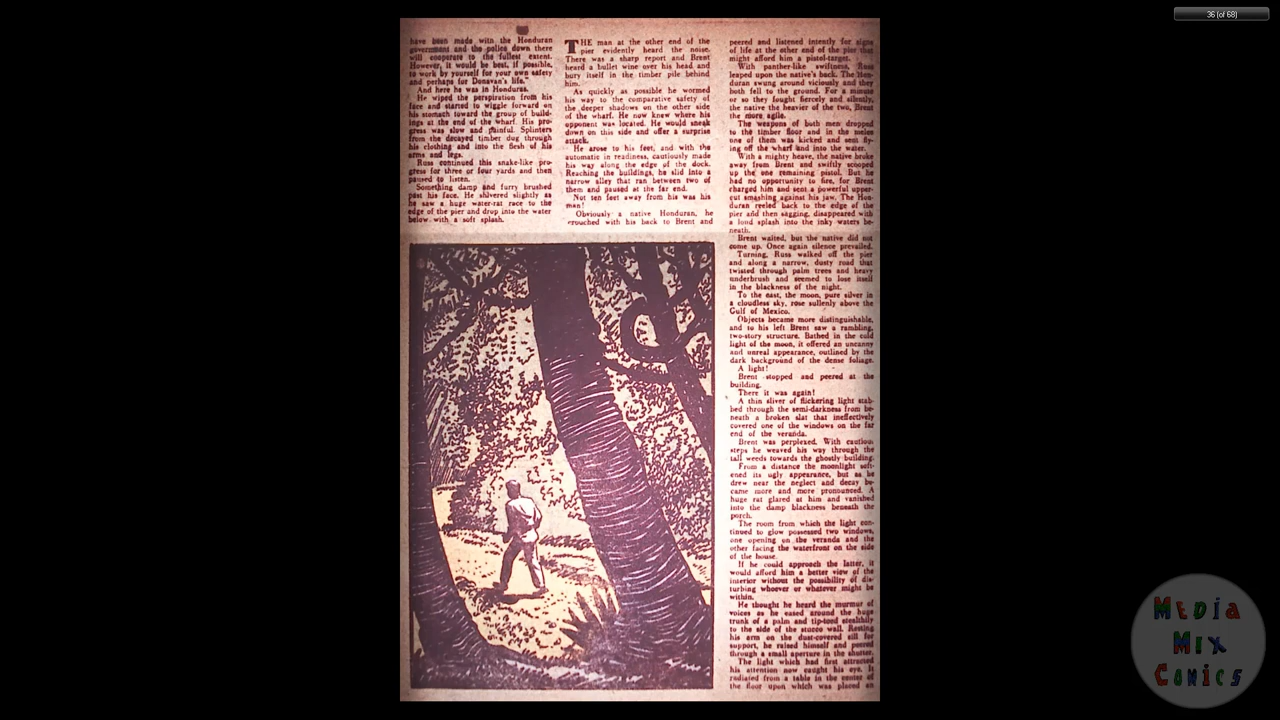 36 (of 68)
have been made with the Honduran
government and the police down there
will cooperate to the fullest extent.
However, it would be best, if possible,
to work by yourself for your own safety
and perhaps for Donavan's life."
And here he was in Honduras.
He wiped the perspiration from his
face and started to wiggle forward on
his stomach toward the group of build-
ings at the end of the wharf. His pro-
gress was slow and painful. Splinters
from the decayed timber dug through
his clothing and into the flesh of his
arms and legs.
Russ continued this snake-like pro-
gress for three or four yards and then
paused to listen.
Something damp and furry brushed
past his face. He shivered slightly as
he saw a huge water-rat race to the
edge of the pier and drop into the water
below with a soft splash.
THE man at the other end of the
pier evidently heard the noise.
There was a sharp report and Brent
heard a bullet wine over his head and
bury itself in the timber pile behind
him.
As quickly as possible he wormed
his way to the comparative safety of
the deeper shadows on the other side
of the wharf. He now knew where his
opponent was located. He would sneak
down on this side and offer a surprise
attack.
He arose to his feet, and with the
automatic in readiness, cautiously made
his way along the edge of the dock.
Reaching the buildings, he slid into a
narrow alley that ran between two of
them and paused at the far end.
Not ten feet away from his was his
man!
Obviously a native Honduran, he
crouched with his back to Brent and
peered and listened intently for signs
of life at the other end of the pier that
might afford him a pistol-target.
With panther-like swiftness, Russ
leaped upon the native's back. The Hon-
duran swung around viciously and they
both fell to the ground. For a minute
or so they fought fiercely and silently,
the native the heavier of the two, Brent
the more agile.
The weapons of both men dropped
to the timber floor and in the melee
one of them was kicked and sent fly-
ing off the wharf and into the water.
With a mighty heave, the native broke
away from Brent and swiftly scooped
up the one remaining pistol. But he
had no opportunity to fire, for Brent
charged him and sent a powerful upper-
cut smashing against his jaw. The Hon-
duran reeled back to the edge of the
pier and then sagging, disappeared with
a loud splash into the inky waters be-
neath.
Brent waited, but the native did not
come up. Once again silence prevailed.
Turning, Russ walked off the pier
and along a narrow, dusty road that
twisted through palm trees and heavy
underbrush and seemed to lose itself
in the blackness of the night.
To the east, the moon, pure silver in
a cloudless sky, rose sullenly above the
Gulf of Mexico.
Objects became more distinguishable,
and to his left Brent saw a rambling,
two-story structure. Bathed in the cold
light of the moon, it offered an uncanny
and unreal appearance, outlined by the
dark background of the dense foliage.
A light!
Brent stopped and peered at the
building.
There it was again!
A thin sliver of flickering light stab-
bed through the semi-darkness from be-
neath a broken slat that ineffectively
covered one of the windows on the far
end of the veranda.
Brent was perplexed. With cautious
steps he weaved his way through the
tall weeds towards the ghostly building.
From a distance the moonlight soft-
ened its ugly appearance, but as he
drew near the neglect and decay be-
came more and more pronounced. A
huge rat glared at him and vanished
into the damp blackness beneath the
porch.
The room from which the light con-
tinued to glow possessed two windows,
one opening on the veranda and the
other facing the waterfront on the side
of the house.
If he could approach the latter, it
would afford him a better view of the
interior without the possibility of dis-
turbing whoever or whatever might be
within.
He thought he heard the murmur of
voices as he eased around the huge
trunk of a palm and tip-toed stealthily
to the side of the stucco wall. Resting
his arm on the dust-covered sill for
support, he raised himself and peered
through a small aperture in the shutter.
The light which had first attracted
his attention now caught his eye. It
radiated from a table in the center of
the floor upon which was placed an
MEDIA
MIX
COMICS